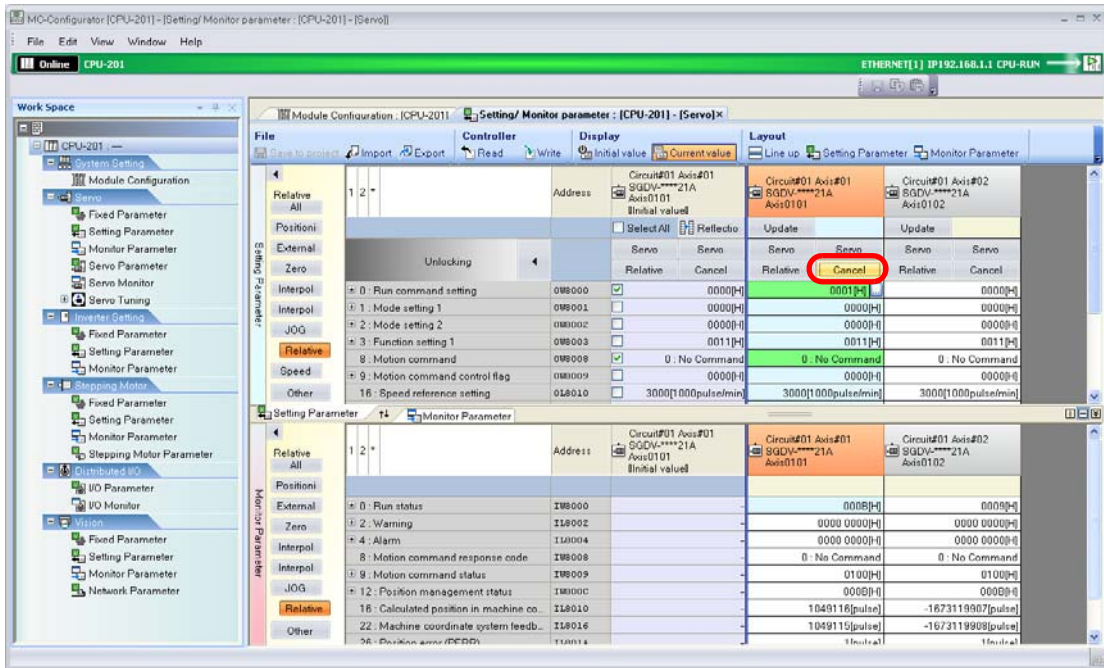 MC-Configurator [CPU-201] - [Setting/ Monitor parameter : [CPU-201] - [Servo]]
File Edit View Window Help
Online CPU-201 ETHERNET[1] IP192.168.1.1 CPU-RUN
Work Space
Module Configuration : [CPU-201] Setting/ Monitor parameter : [CPU-201] - [Servo]×
CPU-201 : —
System Setting
Module Configuration
Servo
Fixed Parameter
Setting Parameter
Monitor Parameter
Servo Parameter
Servo Monitor
Servo Tuning
Inverter Setting
Fixed Parameter
Setting Parameter
Monitor Parameter
Stepping Motor
Fixed Parameter
Setting Parameter
Monitor Parameter
Stepping Motor Parameter
Distributed I/O
I/O Parameter
I/O Monitor
Vision
Fixed Parameter
Setting Parameter
Monitor Parameter
Network Parameter
File Controller Display Layout
Save to project Import Export Read Write Initial value Current value Line up Setting Parameter Monitor Parameter
Setting Parameter
Relative
All
Positioni
External
Zero
Interpol
Interpol
JOG
Relative
Speed
Other
1 2 *
Address
Circuit#01 Axis#01
SGDV-****21A
Axis0101
[Initial value]
Circuit#01 Axis#01
SGDV-****21A
Axis0101
Circuit#01 Axis#02
SGDV-****21A
Axis0102
Select All Reflectio Update Update
Unlocking
Servo Servo Servo Servo Servo Servo
Relative Cancel Relative Cancel Relative Cancel
0 : Run command setting OW8000 0000[H] 0001[H] ... 0000[H]
1 : Mode setting 1 OW8001 0000[H] 0000[H] 0000[H]
2 : Mode setting 2 OW8002 0000[H] 0000[H] 0000[H]
3 : Function setting 1 OW8003 0011[H] 0011[H] 0011[H]
8 : Motion command OW8008 0 : No Command 0 : No Command 0 : No Command
9 : Motion command control flag OW8009 0000[H] 0000[H] 0000[H]
16 : Speed reference setting OL8010 3000[1000pulse/min] 3000[1000pulse/min] 3000[1000pulse/min]
Setting Parameter Monitor Parameter
Monitor Parameter
Relative
All
Positioni
External
Zero
Interpol
Interpol
JOG
Relative
Other
1 2 *
Address
Circuit#01 Axis#01
SGDV-****21A
Axis0101
[Initial value]
Circuit#01 Axis#01
SGDV-****21A
Axis0101
Circuit#01 Axis#02
SGDV-****21A
Axis0102
0 : Run status IW8000 - 000B[H] 0009[H]
2 : Warning IL8002 - 0000 0000[H] 0000 0000[H]
4 : Alarm IL8004 - 0000 0000[H] 0000 0000[H]
8 : Motion command response code IW8008 - 0 : No Command 0 : No Command
9 : Motion command status IW8009 - 0100[H] 0100[H]
12 : Position management status IW800C - 000B[H] 000B[H]
16 : Calculated position in machine co... IL8010 - 1049116[pulse] -1673119907[pulse]
22 : Machine coordinate system feedb... IL8016 - 1049115[pulse] -1673119908[pulse]
26 : Position error (PERR) IL801A - 1[pulse] 1[pulse]